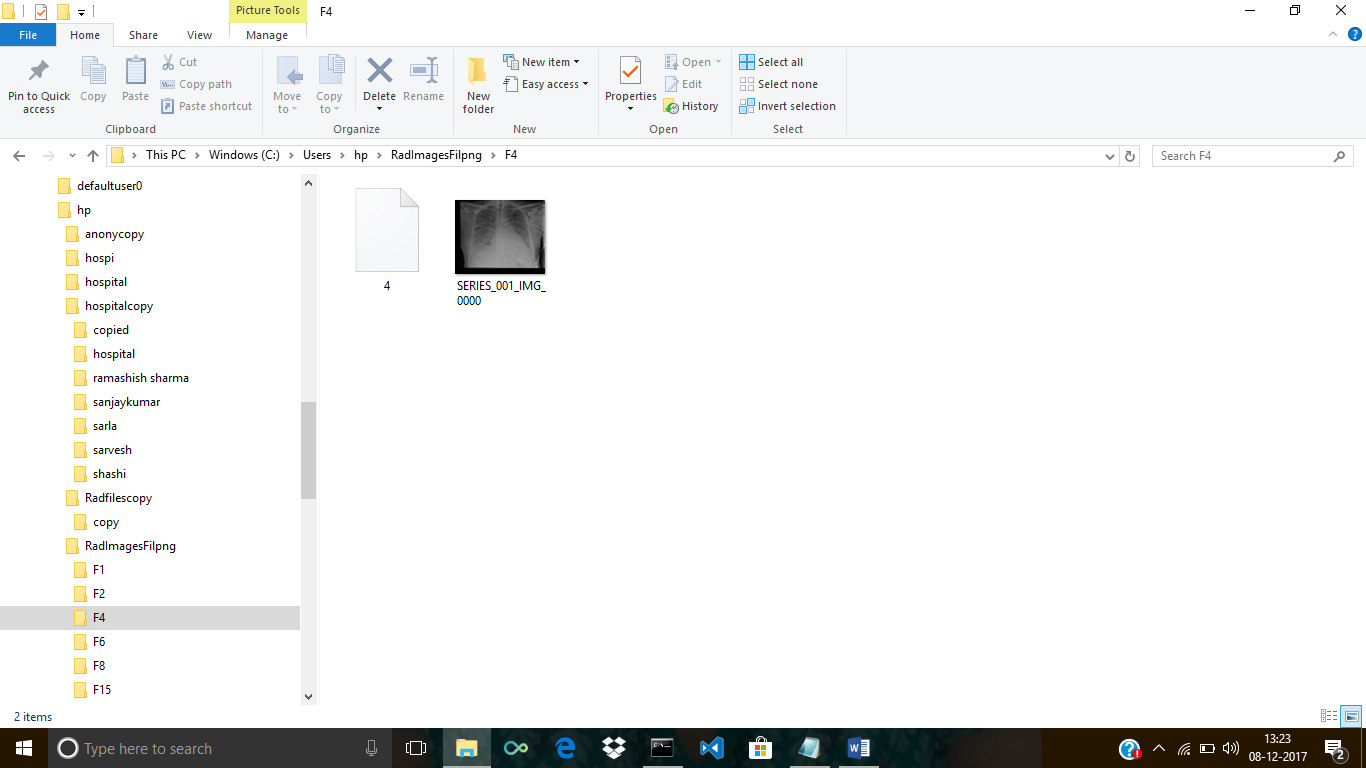 Picture Tools
F4
File
Home
Share
View
Manage
Pin to Quick
access
Copy
Paste
Cut
Copy path
Paste shortcut
Clipboard
Move
to
Copy
to
Delete
Rename
Organize
New
folder
New item
Easy access
New
Properties
Open
Edit
History
Open
Select all
Select none
Invert selection
Select
This PC
Windows (C:)
Users
hp
RadImagesFilpng
F4
Search F4
defaultuser0
hp
anonycopy
hospi
hospital
hospitalcopy
copied
hospital
ramashish sharma
sanjaykumar
sarla
sarvesh
shashi
Radfilescopy
copy
RadImagesFilpng
F1
F2
F4
F6
F8
F15
4
SERIES_001_IMG_
0000
2 items
Type here to search
13:23
08-12-2017
2